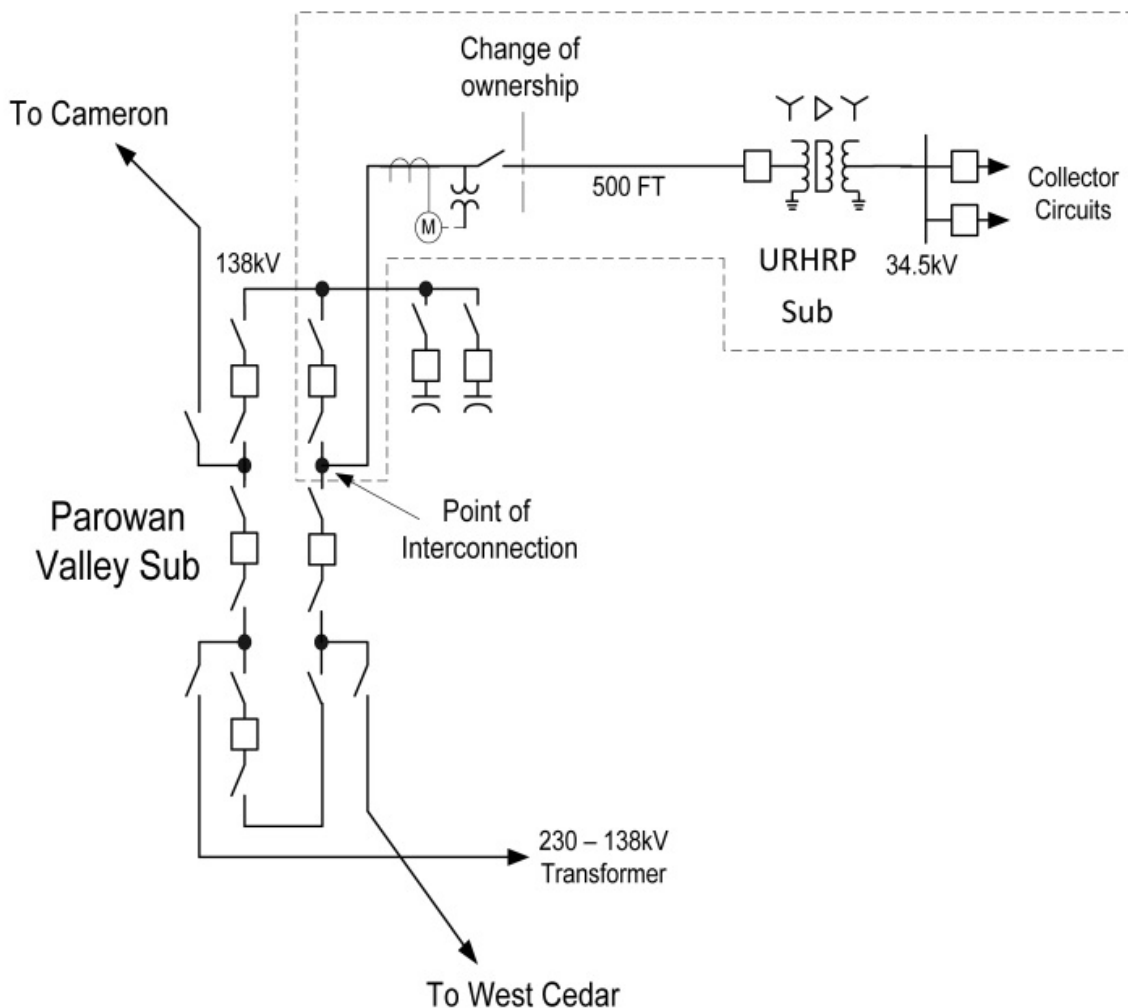 Change of
ownership
To Cameron
500 FT
Collector
Circuits
M
138kV
URHRP
Sub
34.5kV
Parowan
Valley Sub
Point of
Interconnection
230 – 138kV
Transformer
To West Cedar